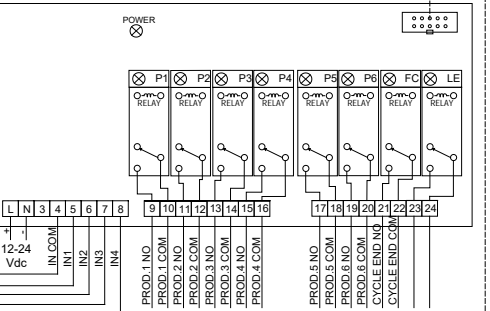 POWER
P1 P2 P3 P4 P5 P6 FC LE
RELAY RELAY RELAY RELAY RELAY RELAY RELAY RELAY
L N 3 4 5 6 7 8 9 10 11 12 13 14 15 16 17 18 19 20 21 22 23 24
+ -
12-24
Vdc
IN COM
IN1
IN2
IN3
IN4
PROD.1 NO
PROD.1 COM
PROD.2 NO
PROD.2 COM
PROD.3 NO
PROD.3 COM
PROD.4 NO
PROD.4 COM
PROD.5 NO
PROD.5 COM
PROD.6 NO
PROD.6 COM
CYCLE END NO
CYCLE END COM